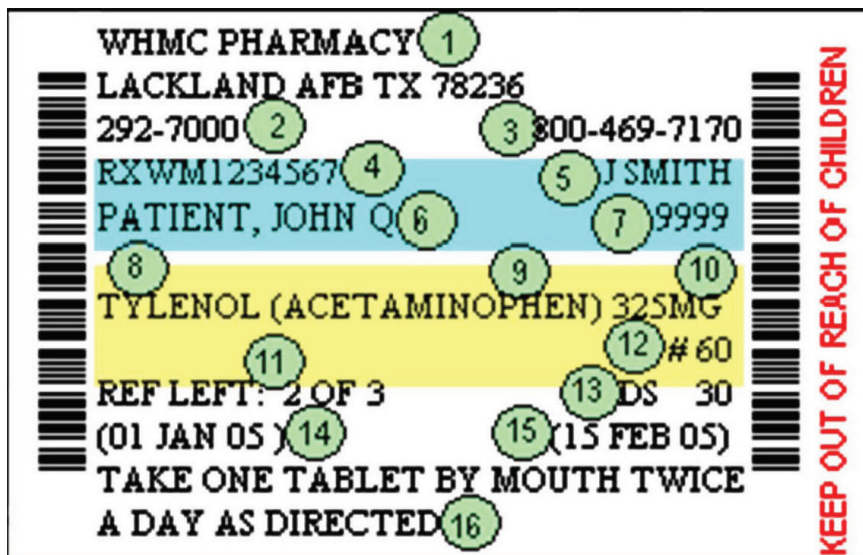 WHMC PHARMACY 1
LACKLAND AFB TX 78236
292-7000 2 3 800-469-7170
RXWM1234567 4 5 J SMITH
PATIENT, JOHN Q 6 7 9999
8 9 10
TYLENOL (ACETAMINOPHEN) 325MG
11 12 # 60
REF LEFT: 2 OF 3 13 DS 30
(01 JAN 05 ) 14 15 (15 FEB 05)
TAKE ONE TABLET BY MOUTH TWICE
A DAY AS DIRECTED 16
KEEP OUT OF REACH OF CHILDREN